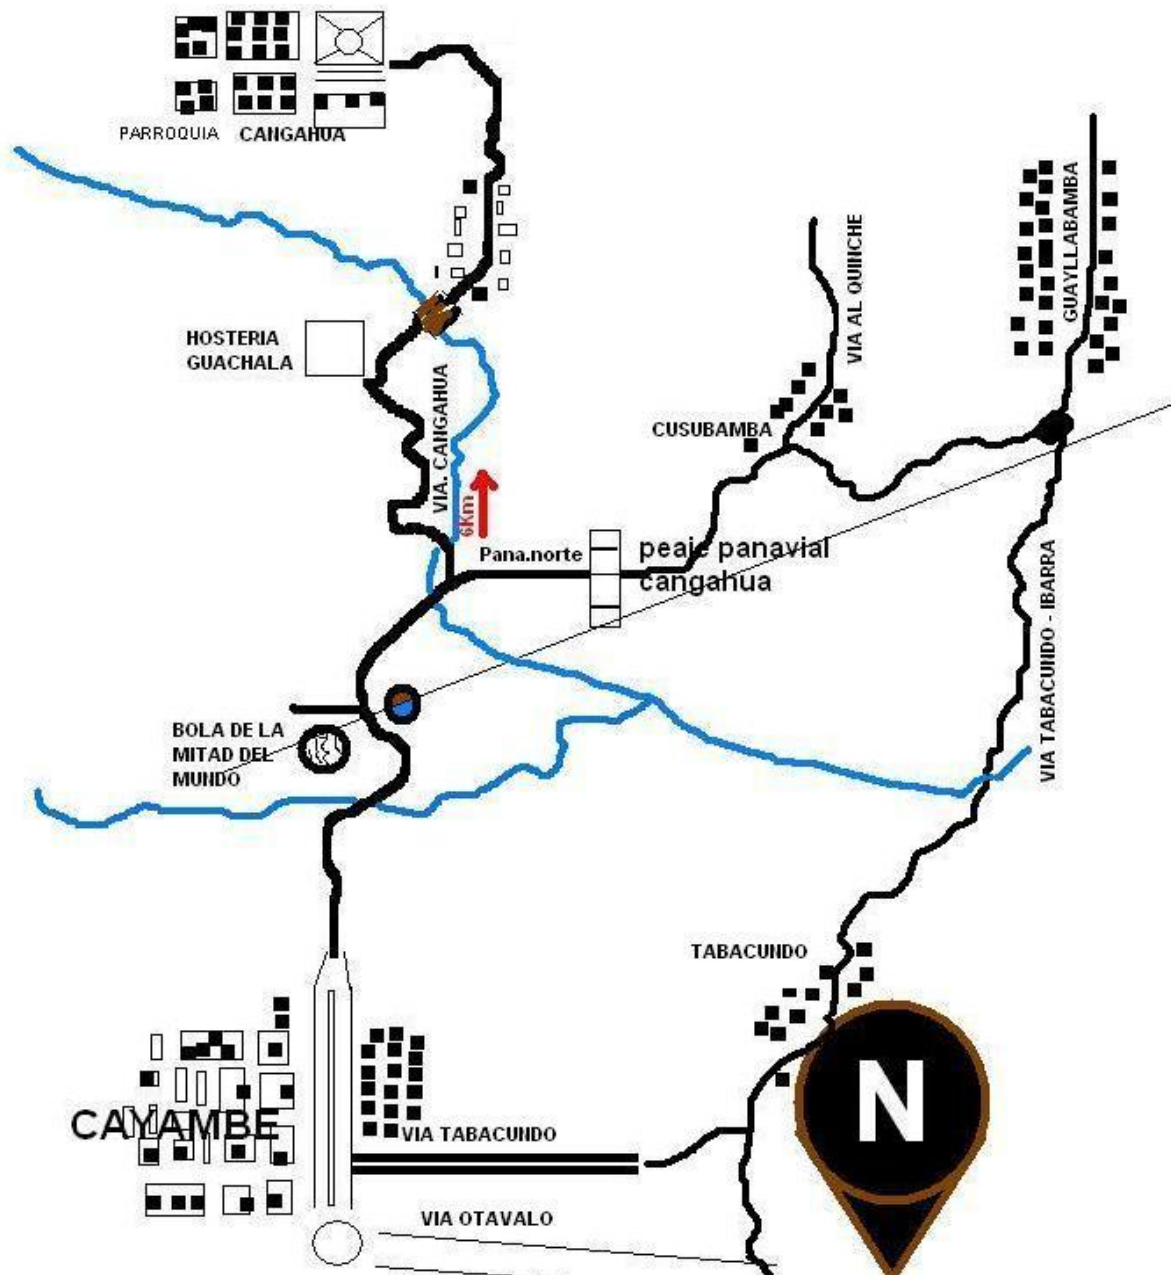 PARROQUIA CANGAHUA
HOSTERIA
GUACHALA
VIA. CANGAHUA
6Km
VIA AL QUINCHE
GUAYLLABAMBA
CUSUBAMBA
Pana.norte
peaje panavial
cangahua
VIA TABACUNDO - IBARRA
BOLA DE LA
MITAD DEL
MUNDO
TABACUNDO
N
CAYAMBE
VIA TABACUNDO
VIA OTAVALO